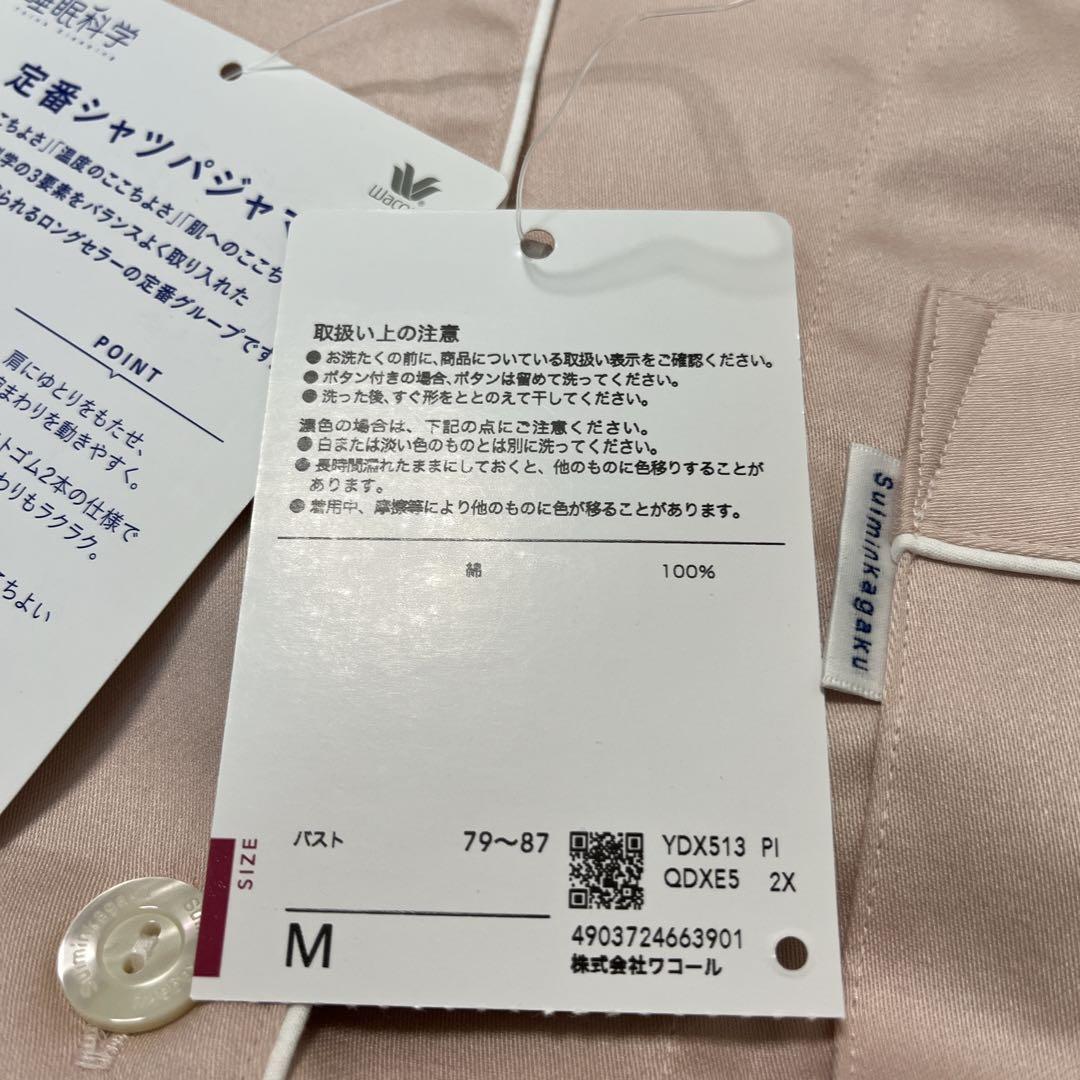 睡眠科学
定番シャツパジャマ
ここちよさ」「温度のここちよさ」「肌へのここち
学の3要素をバランスよく取り入れた
られるロングセラーの定番グループです
POINT
肩にゆとりをもたせ、
まわりを動きやすく。
トゴム2本の仕様で
わりもラクラク。
ちよい
Waco
取扱い上の注意
●お洗たくの前に、商品についている取扱い表示をご確認ください。
●ボタン付きの場合、ボタンは留めて洗ってください。
●洗った後、すぐ形をととのえて干してください。
濃色の場合は、下記の点にご注意ください。
●白または淡い色のものとは別に洗ってください。
●長時間濡れたままにしておくと、他のものに色移りすることが
あります。
●着用中、摩擦等により他のものに色が移ることがあります。
綿 100%
SIZE
バスト 79〜87
M
YDX513 PI
QDXE5 2X
4903724663901
株式会社ワコール
Suiminkagaku
suiminkagaku